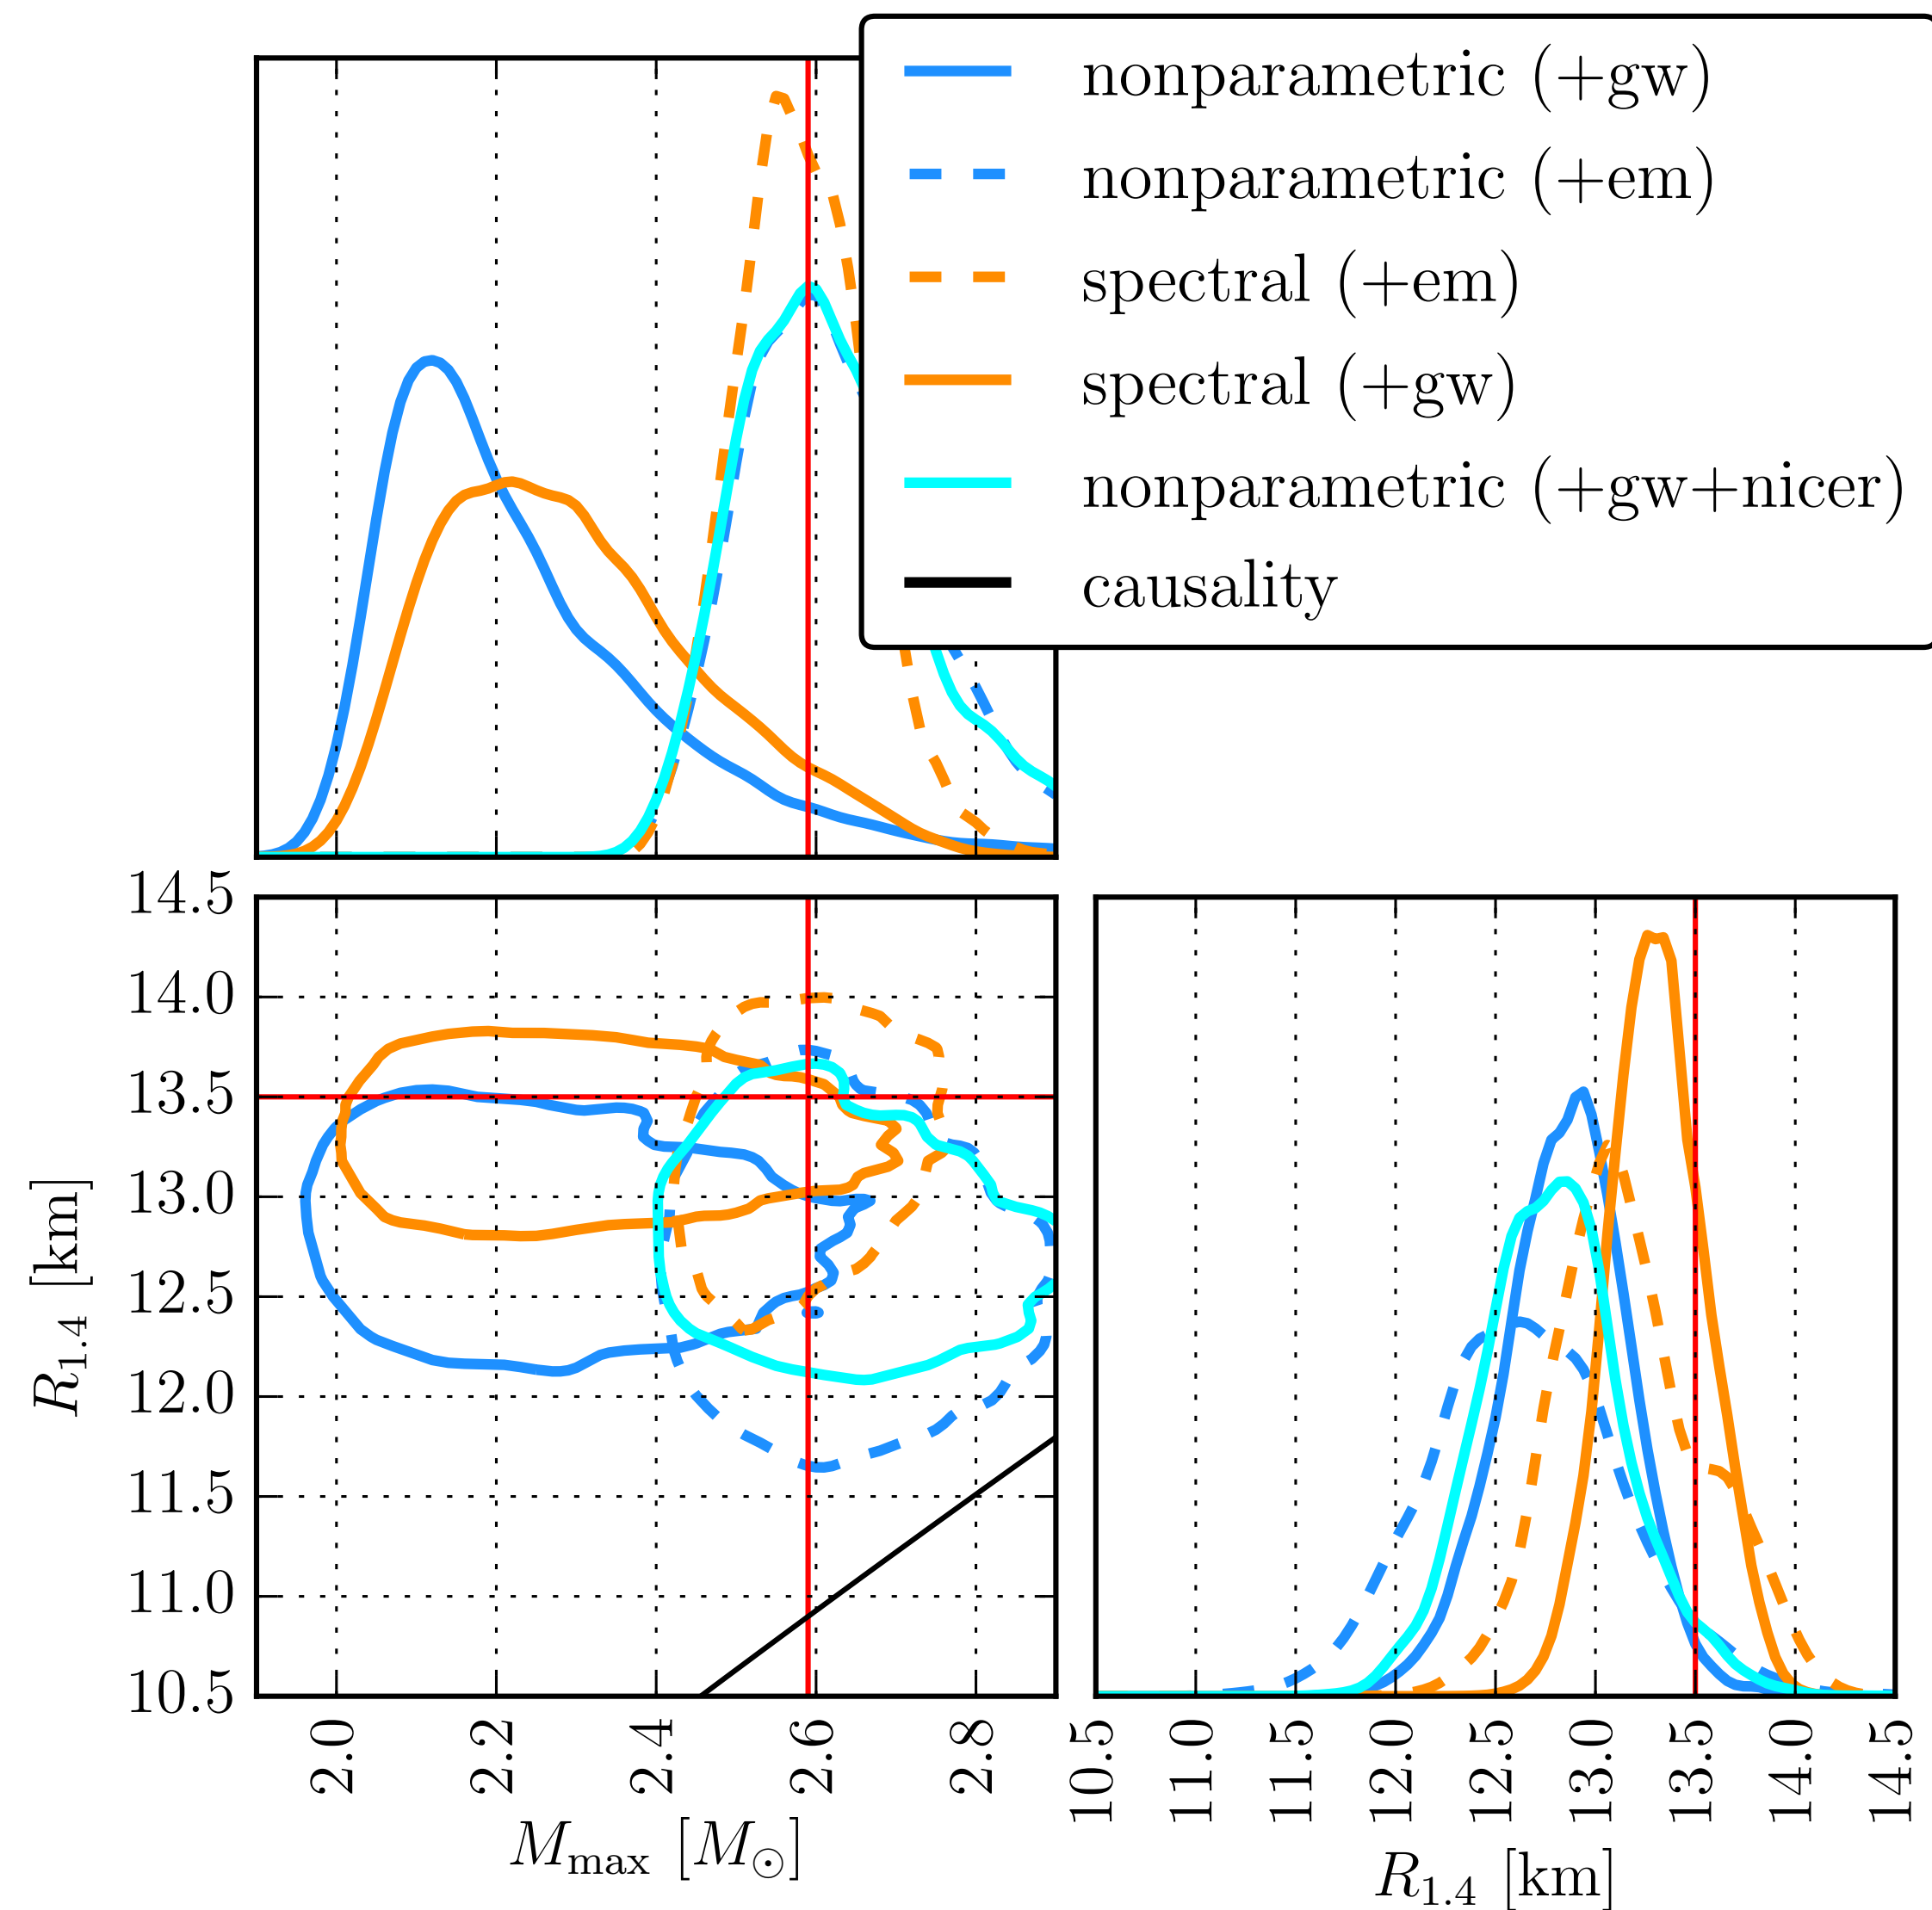 nonparametric (+gw)
nonparametric (+em)
spectral (+em)
spectral (+gw)
nonparametric (+gw+nicer)
causality
14.5
14.0
13.5
13.0
12.5
12.0
11.5
11.0
10.5
R1.4 [km]
2.0 2.2 2.4 2.6 2.8
Mmax [M⊙]
10.5 11.0 11.5 12.0 12.5 13.0 13.5 14.0 14.5
R1.4 [km]